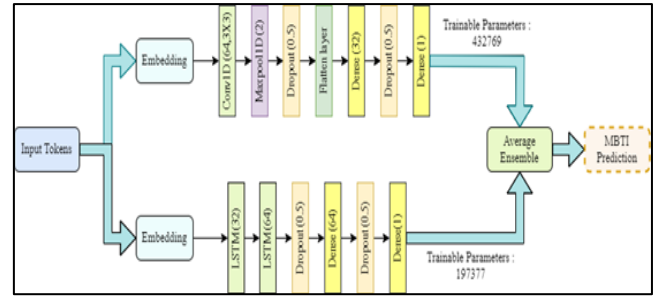 Trainable Parameters :
432769
Embedding
Conv1D (64,3X3)
Maxpool1D(2)
Dropout (0.5)
Flatten layer
Dense (32)
Dropout (0.5)
Dense (1)
Input Tokens
Average
Ensemble
MBTI
Prediction
Embedding
LSTM(32)
LSTM(64)
Dropout (0.5)
Dense (64)
Dropout (0.5)
Dense(1)
Trainable Parameters :
197377